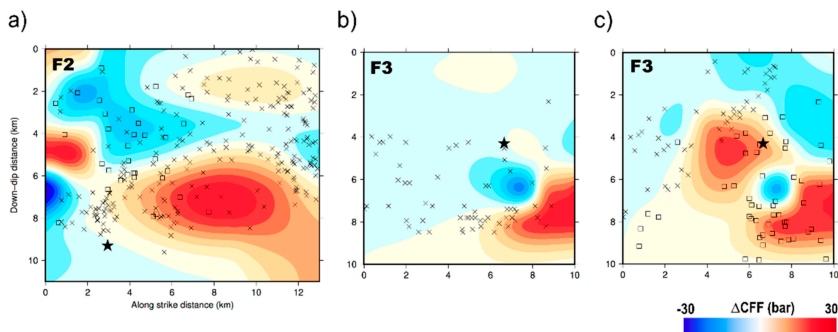 a) b) c)
F2 F3 F3
0 2 4 6 8 10
Down-dip distance (km)
0 2 4 6 8 10 12
Along strike distance (km)
0 2 4 6 8 10
0 2 4 6 8 10
0 2 4 6 8 10
0 2 4 6 8 10
-30 ΔCFF (bar) 30